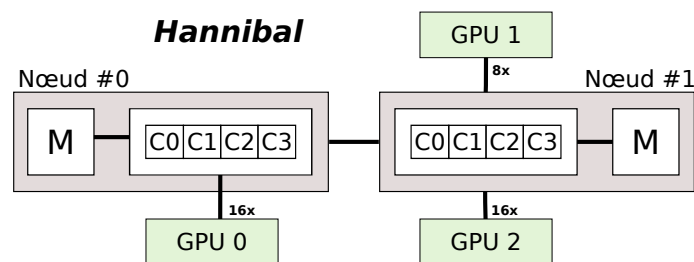 Hannibal
GPU 1
8x
Nœud #0
Nœud #1
M
C0 C1 C2 C3
C0 C1 C2 C3
M
16x
16x
GPU 0
GPU 2